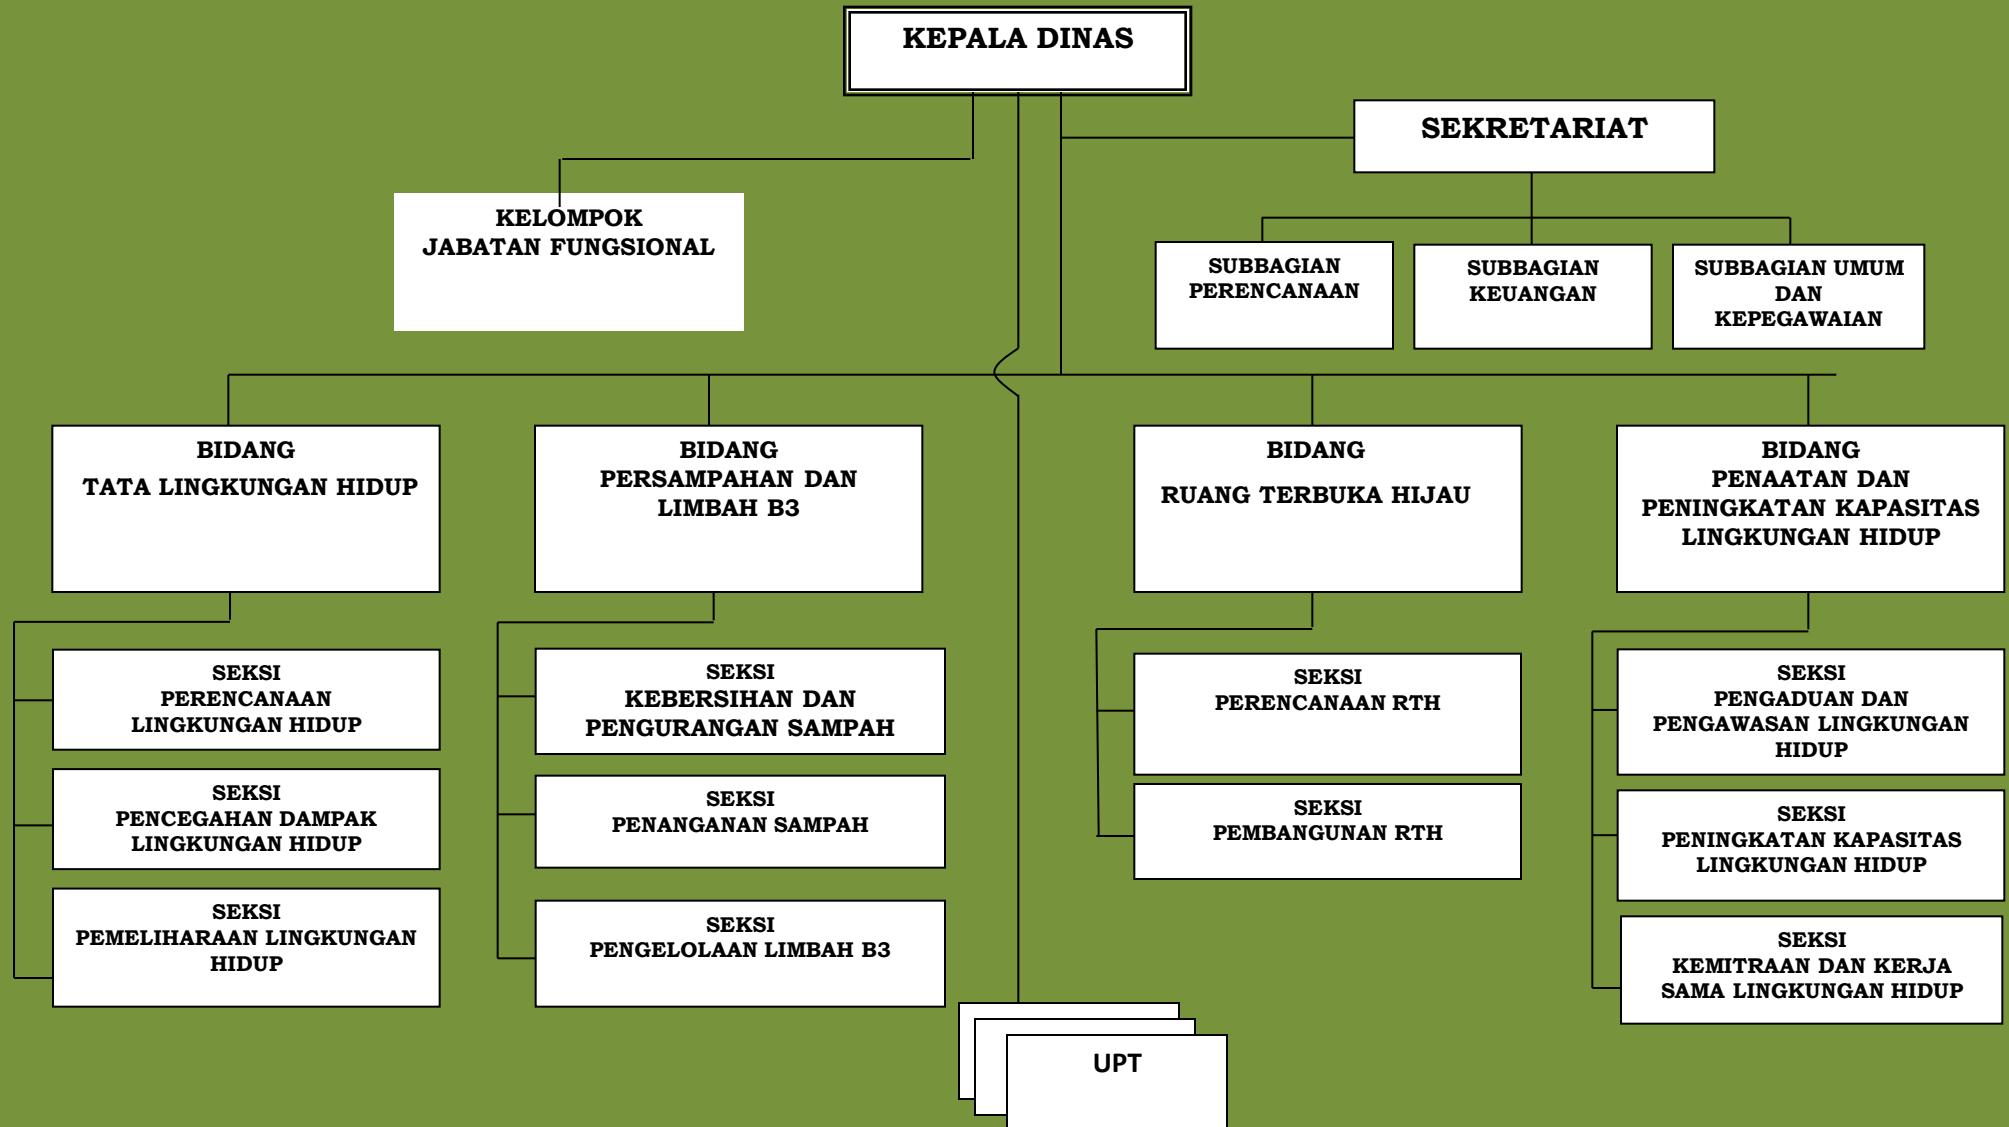 KEPALA DINAS
SEKRETARIAT
KELOMPOK
JABATAN FUNGSIONAL
SUBBAGIAN
PERENCANAAN
SUBBAGIAN
KEUANGAN
SUBBAGIAN UMUM
DAN
KEPEGAWAIAN
BIDANG
TATA LINGKUNGAN HIDUP
BIDANG
PERSAMPAHAN DAN
LIMBAH B3
BIDANG
RUANG TERBUKA HIJAU
BIDANG
PENAATAN DAN
PENINGKATAN KAPASITAS
LINGKUNGAN HIDUP
SEKSI
PERENCANAAN
LINGKUNGAN HIDUP
SEKSI
PENCEGAHAN DAMPAK
LINGKUNGAN HIDUP
SEKSI
PEMELIHARAAN LINGKUNGAN
HIDUP
SEKSI
KEBERSIHAN DAN
PENGURANGAN SAMPAH
SEKSI
PENANGANAN SAMPAH
SEKSI
PENGELOLAAN LIMBAH B3
SEKSI
PERENCANAAN RTH
SEKSI
PEMBANGUNAN RTH
SEKSI
PENGADUAN DAN
PENGAWASAN LINGKUNGAN
HIDUP
SEKSI
PENINGKATAN KAPASITAS
LINGKUNGAN HIDUP
SEKSI
KEMITRAAN DAN KERJA
SAMA LINGKUNGAN HIDUP
UPT